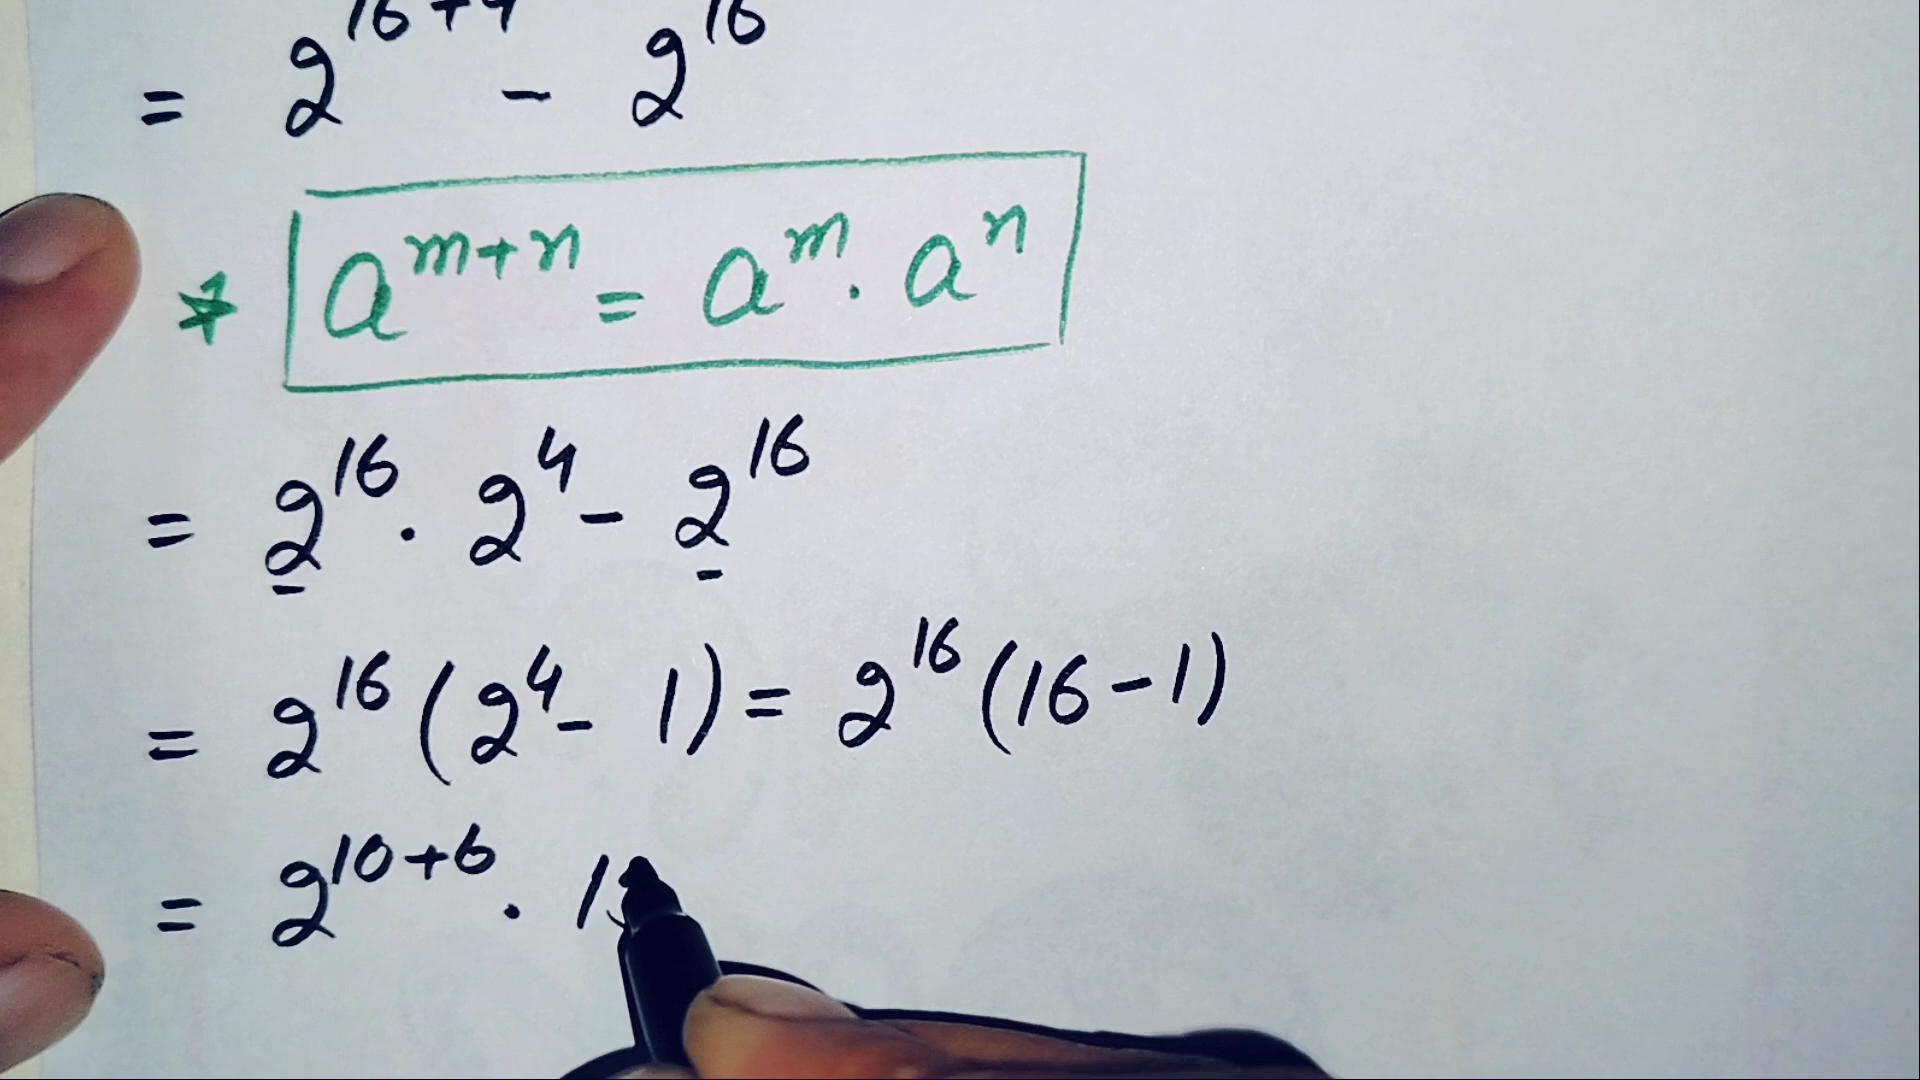 = 2^16+4 - 2^16
* a^m+n = a^m . a^n
= 2^16 . 2^4 - 2^16
= 2^16 (2^4 - 1) = 2^16 (16 - 1)
= 2^10+6 . 15